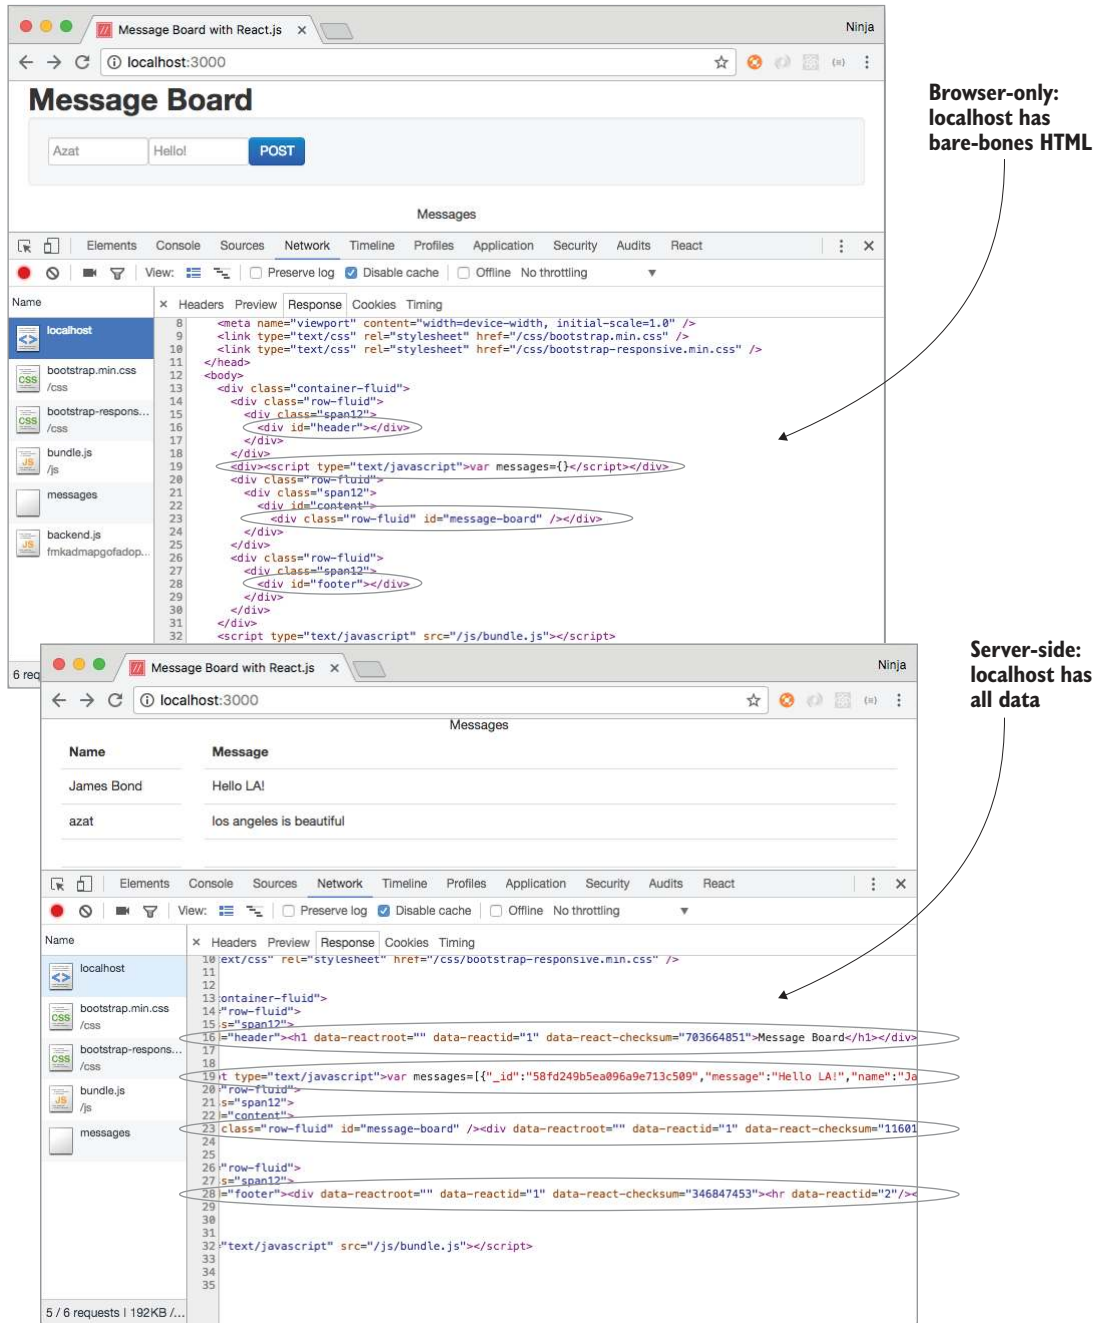 Message Board with React.js ×
Ninja
localhost:3000
Message Board
Azat Hello! POST
Messages
Browser-only:
localhost has
bare-bones HTML
Elements Console Sources Network Timeline Profiles Application Security Audits React
View: Preserve log Disable cache Offline No throttling
Name
× Headers Preview Response Cookies Timing
localhost
bootstrap.min.css
/css
bootstrap-respons...
/css
bundle.js
/js
messages
backend.js
fmkadmapgofadop...
8 <meta name="viewport" content="width=device-width, initial-scale=1.0" />
9 <link type="text/css" rel="stylesheet" href="/css/bootstrap.min.css" />
10 <link type="text/css" rel="stylesheet" href="/css/bootstrap-responsive.min.css" />
11 </head>
12 <body>
13 <div class="container-fluid">
14 <div class="row-fluid">
15 <div class="span12">
16 <div id="header"></div>
17 </div>
18 </div>
19 <div><script type="text/javascript">var messages={}</script></div>
20 <div class="row-fluid">
21 <div class="span12">
22 <div id="content">
23 <div class="row-fluid" id="message-board" /></div>
24 </div>
25 </div>
26 <div class="row-fluid">
27 <div class="span12">
28 <div id="footer"></div>
29 </div>
30 </div>
31 </div>
32 <script type="text/javascript" src="/js/bundle.js"></script>
6 req
Message Board with React.js ×
Ninja
localhost:3000
Server-side:
localhost has
all data
Messages
Name Message
James Bond Hello LA!
azat los angeles is beautiful
Elements Console Sources Network Timeline Profiles Application Security Audits React
View: Preserve log Disable cache Offline No throttling
Name
× Headers Preview Response Cookies Timing
localhost
bootstrap.min.css
/css
bootstrap-respons...
/css
bundle.js
/js
messages
10 ext/css" rel="stylesheet" href="/css/bootstrap-responsive.min.css" />
11
12
13 ontainer-fluid">
14 "row-fluid">
15 s="span12">
16 ="header"><h1 data-reactroot="" data-reactid="1" data-react-checksum="703664851">Message Board</h1></div>
17
18
19 t type="text/javascript">var messages=[{"_id":"58fd249b5ea096a9e713c509","message":"Hello LA!","name":"Ja
20 "row-fluid">
21 s="span12">
22 ="content">
23 class="row-fluid" id="message-board" /><div data-reactroot="" data-reactid="1" data-react-checksum="11601
24
25
26 "row-fluid">
27 s="span12">
28 ="footer"><div data-reactroot="" data-reactid="1" data-react-checksum="346847453"><hr data-reactid="2"/><
29
30
31
32 "text/javascript" src="/js/bundle.js"></script>
33
34
35
5 / 6 requests | 192KB /...